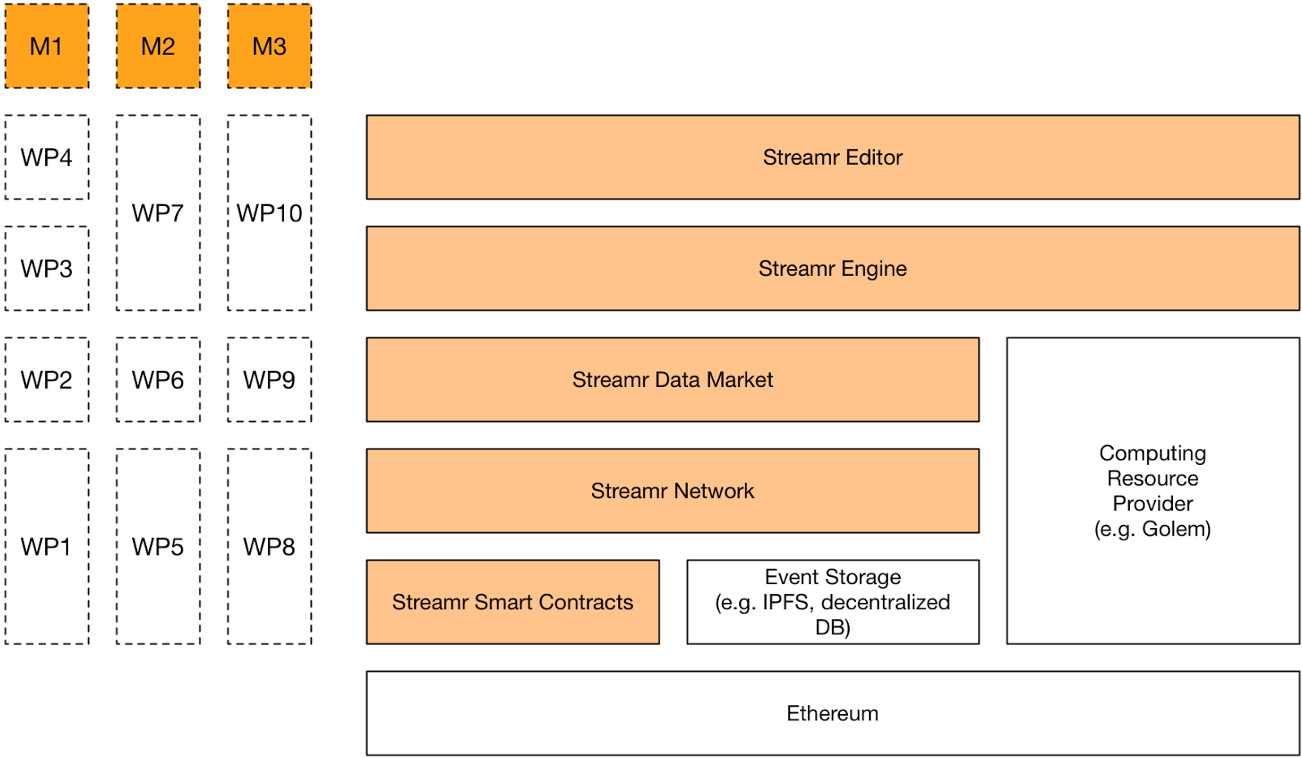 M1 M2 M3
WP4
WP7
WP10
WP3
WP2 WP6 WP9
WP1 WP5 WP8
Streamr Editor
Streamr Engine
Streamr Data Market
Streamr Network
Streamr Smart Contracts
Event Storage
(e.g. IPFS, decentralized
DB)
Computing
Resource
Provider
(e.g. Golem)
Ethereum